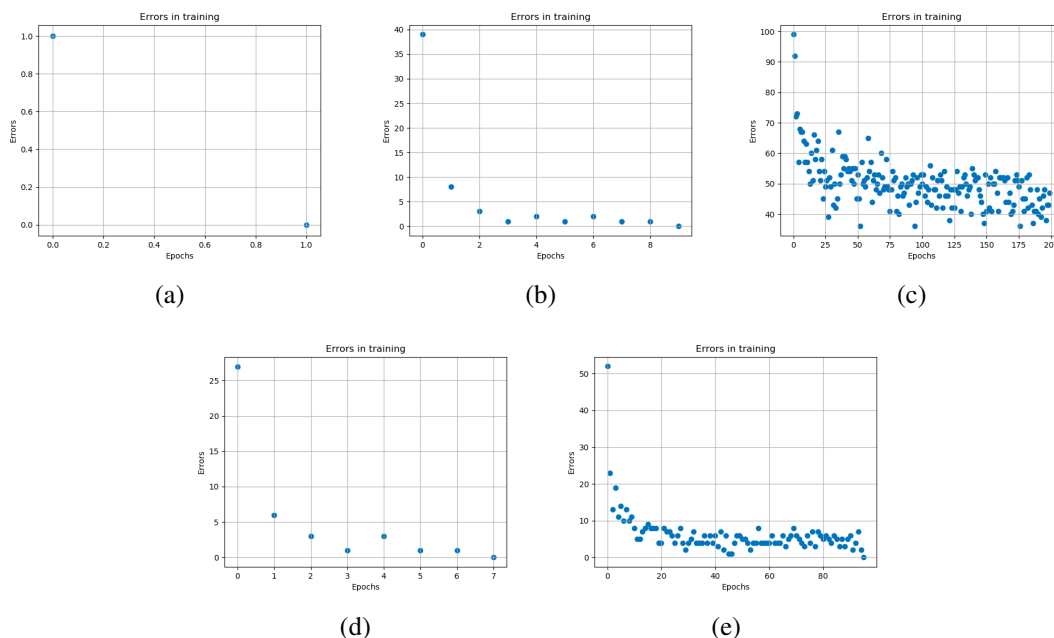 Errors in training
1.0
0.8
0.6
0.4
0.2
0.0
Errors
0.0 0.2 0.4 0.6 0.8 1.0
Epochs
(a)
Errors in training
40
35
30
25
20
15
10
5
0
Errors
0 2 4 6 8
Epochs
(b)
Errors in training
100
90
80
70
60
50
40
Errors
0 25 50 75 100 125 150 175 200
Epochs
(c)
Errors in training
25
20
15
10
5
0
Errors
0 1 2 3 4 5 6 7
Epochs
(d)
Errors in training
50
40
30
20
10
0
Errors
0 20 40 60 80
Epochs
(e)